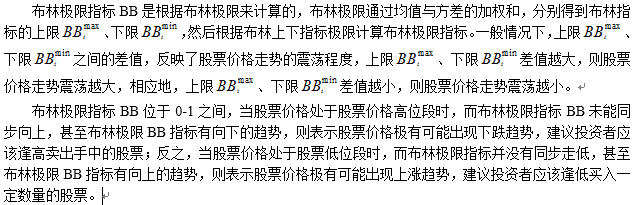 布林极限指标 BB 是根据布林极限来计算的，布林极限通过均值与方差的加权和，分别得到布林指
标的上限 BB_t^max、下限 BB_t^min，然后根据布林上下指标极限计算布林极限指标。一般情况下，上限 BB_t^max、
下限 BB_t^min 之间的差值，反映了股票价格走势的震荡程度，上限 BB_t^max、下限 BB_t^min 差值越大，则股票
价格走势震荡越大，相应地，上限 BB_t^max、下限 BB_t^min 差值越小，则股票价格走势震荡越小。
布林极限指标 BB 位于 0-1 之间，当股票价格处于股票价格高位段时，而布林极限指标 BB 未能同
步向上，甚至布林极限 BB 指标有向下的趋势，则表示股票价格极有可能出现下跌趋势，建议投资者应
该逢高卖出手中的股票；反之，当股票价格处于股票低位段时，而布林极限指标并没有同步走低，甚至
布林极限 BB 指标有向上的趋势，则表示股票价格极有可能出现上涨趋势，建议投资者应该逢低买入一
定数量的股票。